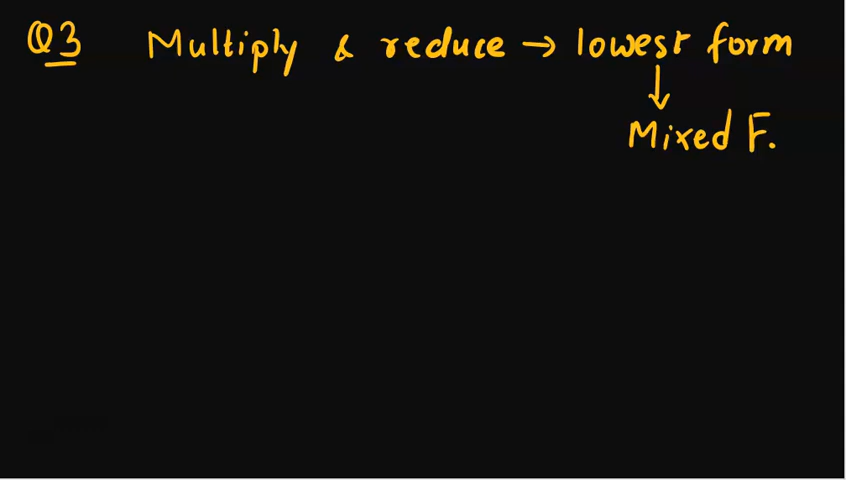 Q3 Multiply & reduce → lowest form
↓
Mixed F.